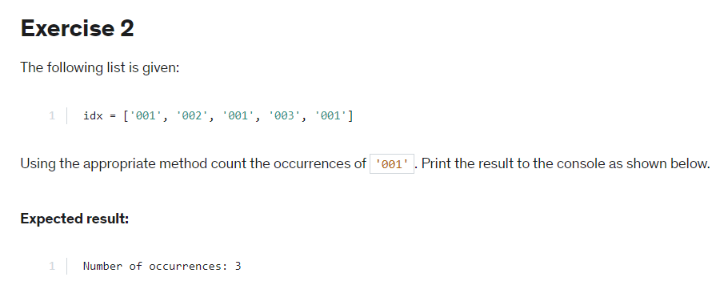 Exercise 2
The following list is given:
1 idx = ['001', '002', '001', '003', '001']
Using the appropriate method count the occurrences of '001' . Print the result to the console as shown below.
Expected result:
1 Number of occurrences: 3